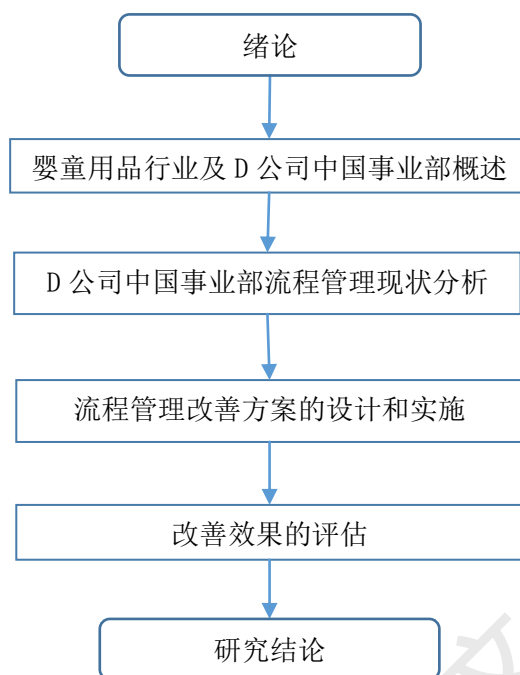 绪论
婴童用品行业及 D 公司中国事业部概述
D 公司中国事业部流程管理现状分析
流程管理改善方案的设计和实施
改善效果的评估
研究结论